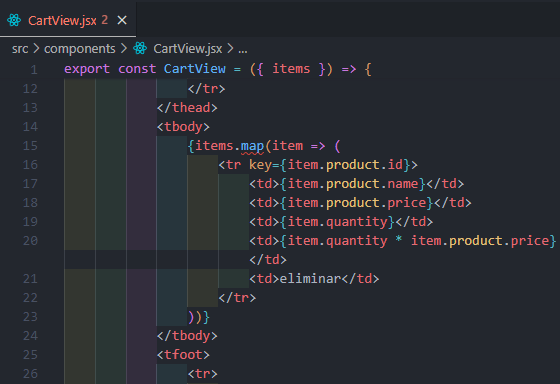 CartView.jsx 2 ×
src > components > CartView.jsx > ...
1 export const CartView = ({ items }) => {
12 </tr>
13 </thead>
14 <tbody>
15 {items.map(item => (
16 <tr key={item.product.id}>
17 <td>{item.product.name}</td>
18 <td>{item.product.price}</td>
19 <td>{item.quantity}</td>
20 <td>{item.quantity * item.product.price}
</td>
21 <td>eliminar</td>
22 </tr>
23 ))}
24 </tbody>
25 <tfoot>
26 <tr>